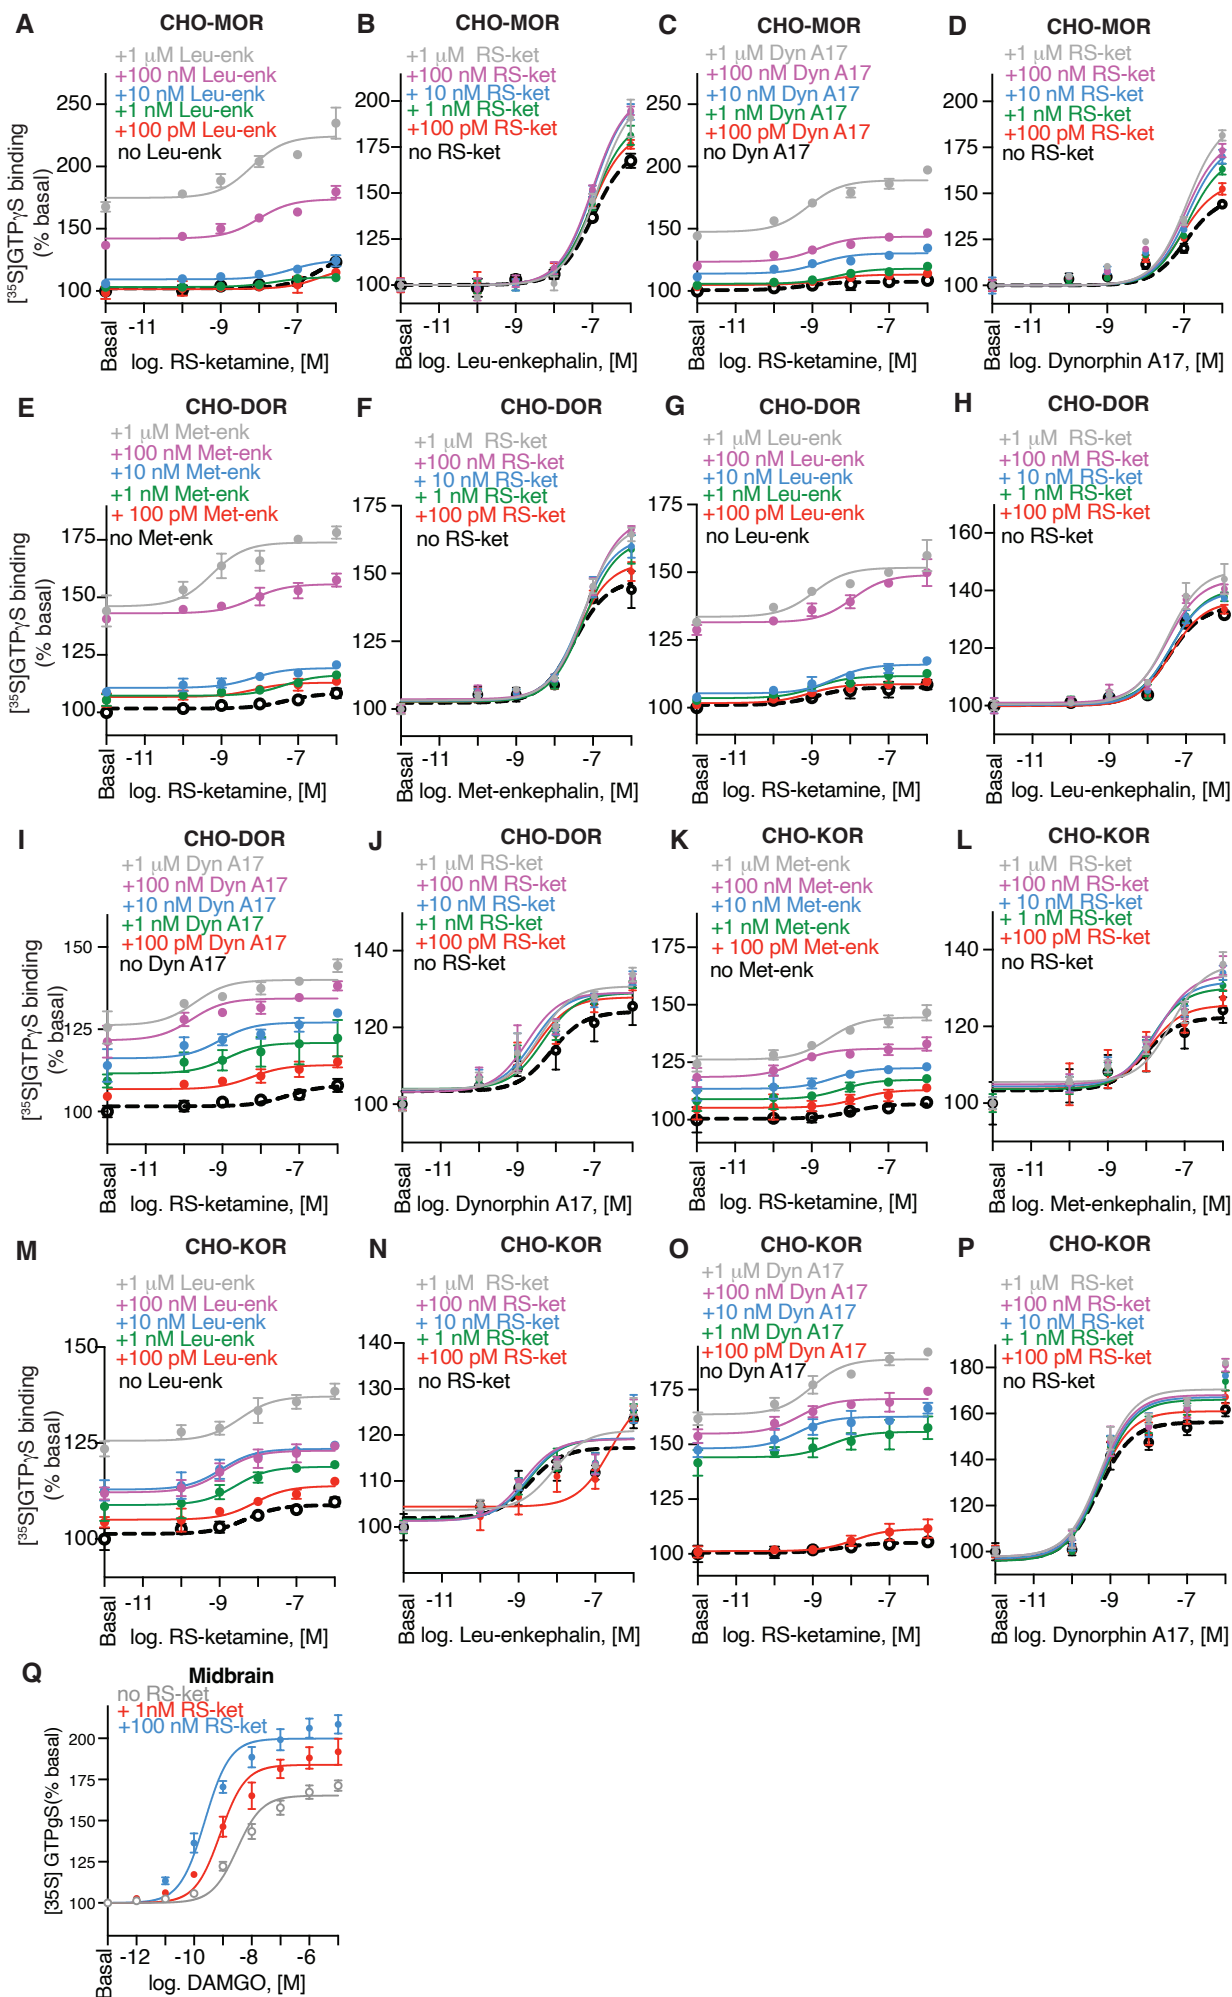 A
CHO-MOR
+1 μM Leu-enk
+100 nM Leu-enk
+10 nM Leu-enk
+1 nM Leu-enk
+100 pM Leu-enk
no Leu-enk
[³⁵S]GTPγS binding
(% basal)
250
200
150
100
Basal
-11
-9
-7
log. RS-ketamine, [M]
B
CHO-MOR
+1 μM RS-ket
+100 nM RS-ket
+ 10 nM RS-ket
+ 1 nM RS-ket
+100 pM RS-ket
no RS-ket
200
175
150
125
100
Basal
-11
-9
-7
log. Leu-enkephalin, [M]
C
CHO-MOR
+1 μM Dyn A17
+100 nM Dyn A17
+10 nM Dyn A17
+1 nM Dyn A17
+100 pM Dyn A17
no Dyn A17
250
200
150
100
Basal
-11
-9
-7
log. RS-ketamine, [M]
D
CHO-MOR
+1 μM RS-ket
+100 nM RS-ket
+10 nM RS-ket
+1 nM RS-ket
+100 pM RS-ket
no RS-ket
200
175
150
125
100
Basal
-11
-9
-7
log. Dynorphin A17, [M]
E
CHO-DOR
+1 μM Met-enk
+100 nM Met-enk
+10 nM Met-enk
+1 nM Met-enk
+ 100 pM Met-enk
no Met-enk
[³⁵S]GTPγS binding
(% basal)
175
150
125
100
Basal
-11
-9
-7
log. RS-ketamine, [M]
F
CHO-DOR
+1 μM RS-ket
+100 nM RS-ket
+ 10 nM RS-ket
+ 1 nM RS-ket
+100 pM RS-ket
no RS-ket
175
150
125
100
Basal
-11
-9
-7
log. Met-enkephalin, [M]
G
CHO-DOR
+1 μM Leu-enk
+100 nM Leu-enk
+10 nM Leu-enk
+1 nM Leu-enk
+100 pM Leu-enk
no Leu-enk
175
150
125
100
Basal
-11
-9
-7
log. RS-ketamine, [M]
H
CHO-DOR
+1 μM RS-ket
+100 nM RS-ket
+ 10 nM RS-ket
+ 1 nM RS-ket
+100 pM RS-ket
no RS-ket
160
140
120
100
Basal
-11
-9
-7
log. Leu-enkephalin, [M]
I
CHO-DOR
+1 μM Dyn A17
+100 nM Dyn A17
+10 nM Dyn A17
+1 nM Dyn A17
+100 pM Dyn A17
no Dyn A17
[³⁵S]GTPγS binding
(% basal)
150
125
100
Basal
-11
-9
-7
log. RS-ketamine, [M]
J
CHO-DOR
+1 μM RS-ket
+100 nM RS-ket
+10 nM RS-ket
+1 nM RS-ket
+100 pM RS-ket
no RS-ket
140
120
100
Basal
-11
-9
-7
log. Dynorphin A17, [M]
K
CHO-KOR
+1 μM Met-enk
+100 nM Met-enk
+10 nM Met-enk
+1 nM Met-enk
+ 100 pM Met-enk
no Met-enk
175
150
125
100
Basal
-11
-9
-7
log. RS-ketamine, [M]
L
CHO-KOR
+1 μM RS-ket
+100 nM RS-ket
+ 10 nM RS-ket
+ 1 nM RS-ket
+100 pM RS-ket
no RS-ket
140
120
100
Basal
-11
-9
-7
log. Met-enkephalin, [M]
M
CHO-KOR
+1 μM Leu-enk
+100 nM Leu-enk
+10 nM Leu-enk
+1 nM Leu-enk
+100 pM Leu-enk
no Leu-enk
[³⁵S]GTPγS binding
(% basal)
150
125
100
Basal
-11
-9
-7
log. RS-ketamine, [M]
N
CHO-KOR
+1 μM RS-ket
+100 nM RS-ket
+ 10 nM RS-ket
+ 1 nM RS-ket
+100 pM RS-ket
no RS-ket
140
130
120
110
100
Basal
-11
-9
-7
log. Leu-enkephalin, [M]
O
CHO-KOR
+1 μM Dyn A17
+100 nM Dyn A17
+10 nM Dyn A17
+1 nM Dyn A17
+100 pM Dyn A17
no Dyn A17
175
150
125
100
Basal
-11
-9
-7
log. RS-ketamine, [M]
P
CHO-KOR
+1 μM RS-ket
+100 nM RS-ket
+ 10 nM RS-ket
+ 1 nM RS-ket
+100 pM RS-ket
no RS-ket
180
160
140
120
100
Basal
-11
-9
-7
log. Dynorphin A17, [M]
Q
Midbrain
no RS-ket
+ 1nM RS-ket
+100 nM RS-ket
[35S] GTPgS(% basal)
200
175
150
125
100
Basal
-12
-10
-8
-6
log. DAMGO, [M]